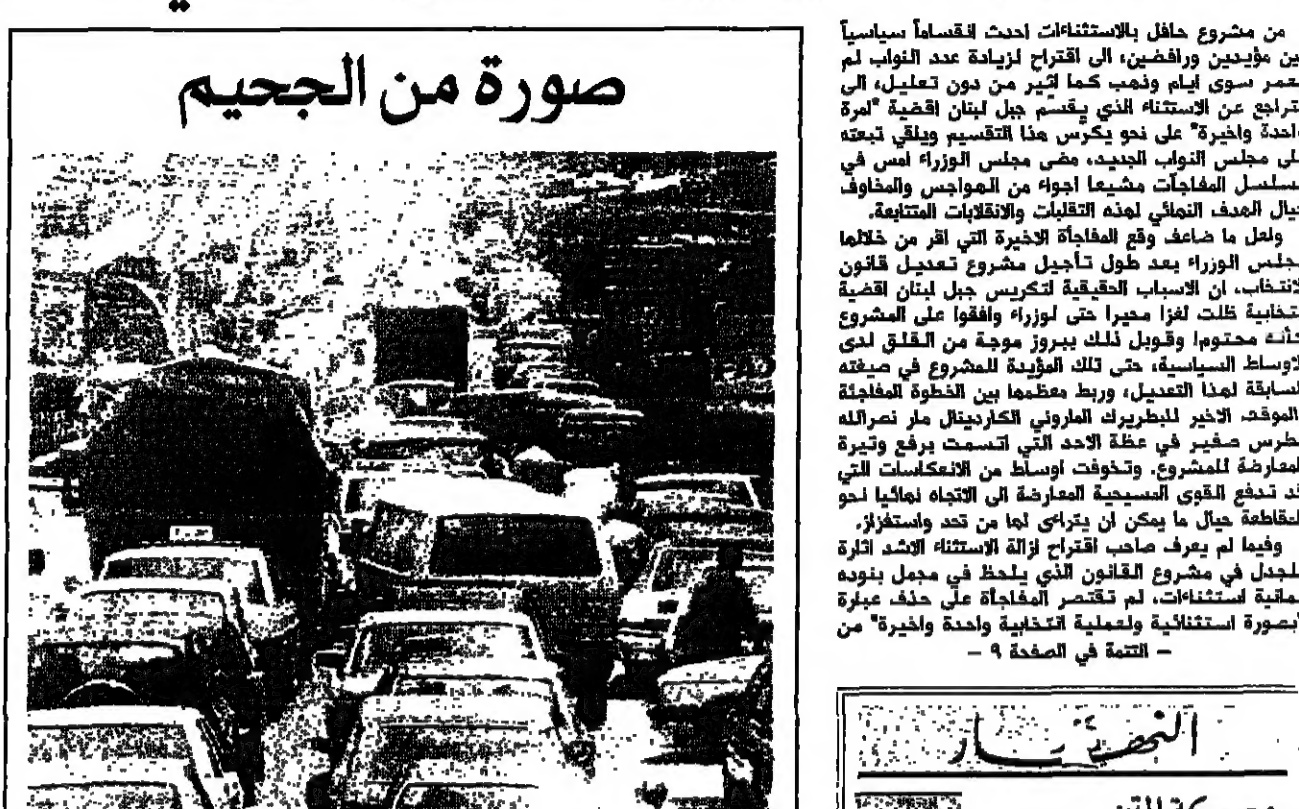 صورة من الجحيم
من مشروع حافل بالاستثناءات احدث انقساماً سياسياً
بين مؤيدين ورافضين، الى اقتراح لزيادة عدد النواب لم
يعمر سوى ايام وذهب كما اثير من دون تعليل، الى
تراجع عن الاستثناء الذي يقسّم جبل لبنان اقضية "لمرة
واحدة واخيرة" على نحو يكرس هذا التقسيم ويلقي تبعته
على مجلس النواب الجديد، مضى مجلس الوزراء امس في
مسلسل المفاجآت مشيعا اجواء من الهواجس والمخاوف
حيال الهدف النهائي لهذه التقلبات والانقلابات المتتابعة.
ولعل ما ضاعف وقع المفاجأة الاخيرة التي اقر من خلالها
مجلس الوزراء بعد طول تأجيل مشروع تعديل قانون
الانتخاب، ان الاسباب الحقيقية لتكريس جبل لبنان اقضية
انتخابية ظلت لغزا محيرا حتى لوزراء وافقوا على المشروع
كأنه محتوم! وقوبل ذلك ببروز موجة من القلق لدى
الاوساط السياسية، حتى تلك المؤيدة للمشروع في صيغته
السابقة لهذا التعديل، وربط معظمها بين الخطوة المفاجئة
والموقف الاخير للبطريرك الماروني الكاردينال مار نصرالله
بطرس صفير في عظة الاحد التي اتسمت برفع وتيرة
المعارضة للمشروع. وتخوفت اوساط من الانعكاسات التي
قد تدفع القوى المسيحية المعارضة الى الاتجاه نهائيا نحو
المقاطعة حيال ما يمكن ان يتراءى لها من تحد واستفزاز.
وفيما لم يعرف صاحب اقتراح ازالة الاستثناء الاشد اثارة
للجدل في مشروع القانون الذي يلحظ في مجمل بنوده
ثمانية استثناءات، لم تقتصر المفاجأة على حذف عبارة
"بصورة استثنائية ولعملية انتخابية واحدة واخيرة" من
– التتمة في الصفحة ٩ –
النهار